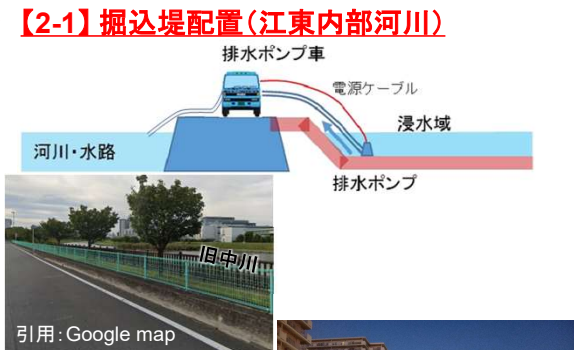 【2-1】 掘込堤配置(江東内部河川)
排水ポンプ車
電源ケーブル
浸水域
河川・水路
排水ポンプ
旧中川
引用：Google map